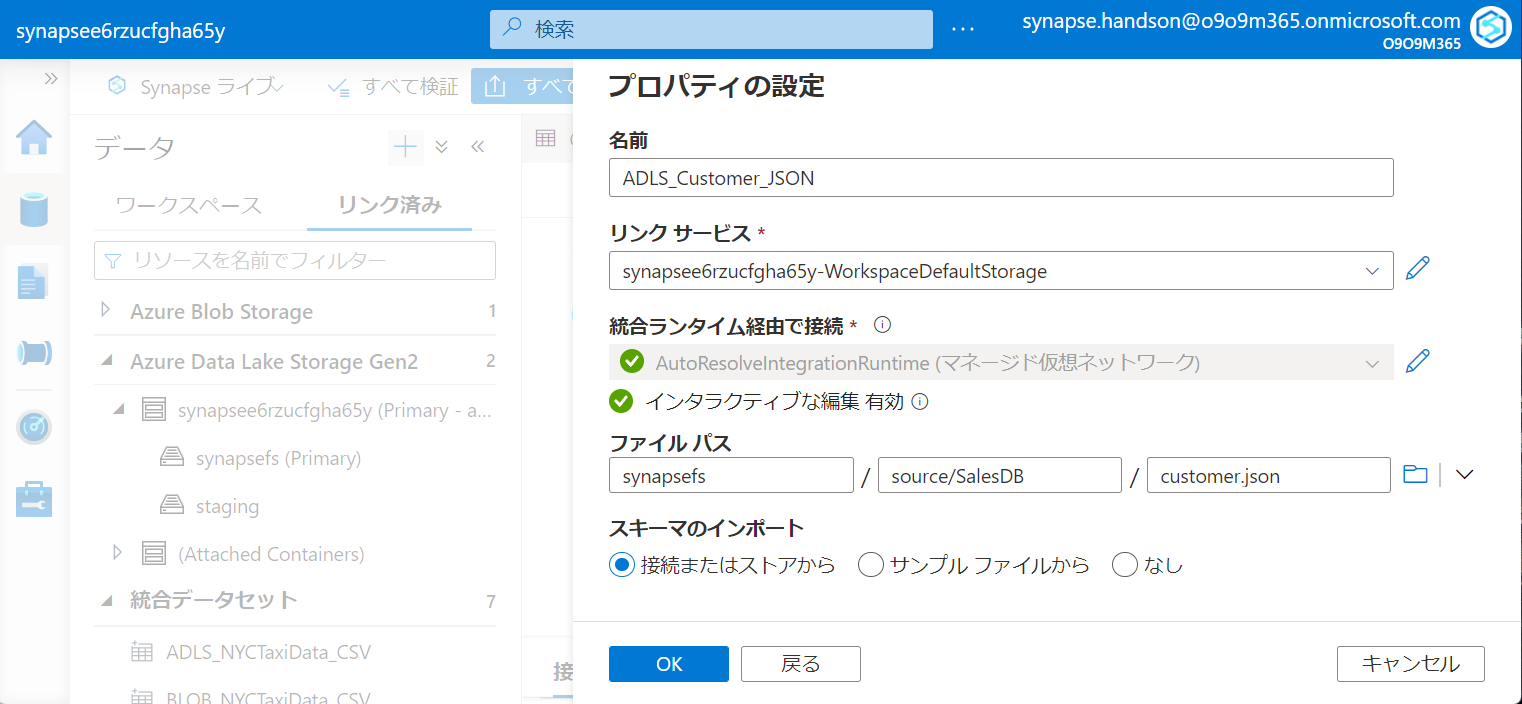 synapsee6rzucfgha65y
検索
synapse.handson@o9o9m365.onmicrosoft.com
O9O9M365
Synapse ライブ
すべて検証
すべて
データ
ワークスペース
リンク済み
リソースを名前でフィルター
Azure Blob Storage 1
Azure Data Lake Storage Gen2 2
synapsee6rzucfgha65y (Primary - a...
synapsefs (Primary)
staging
(Attached Containers)
統合データセット 7
ADLS_NYCTaxiData_CSV
BLOB_NYCTaxiData_CSV
接
プロパティの設定
名前
ADLS_Customer_JSON
リンク サービス *
synapsee6rzucfgha65y-WorkspaceDefaultStorage
統合ランタイム経由で接続 *
AutoResolveIntegrationRuntime (マネージド仮想ネットワーク)
インタラクティブな編集 有効
ファイル パス
synapsefs / source/SalesDB / customer.json
スキーマのインポート
接続またはストアから サンプル ファイルから なし
OK 戻る キャンセル